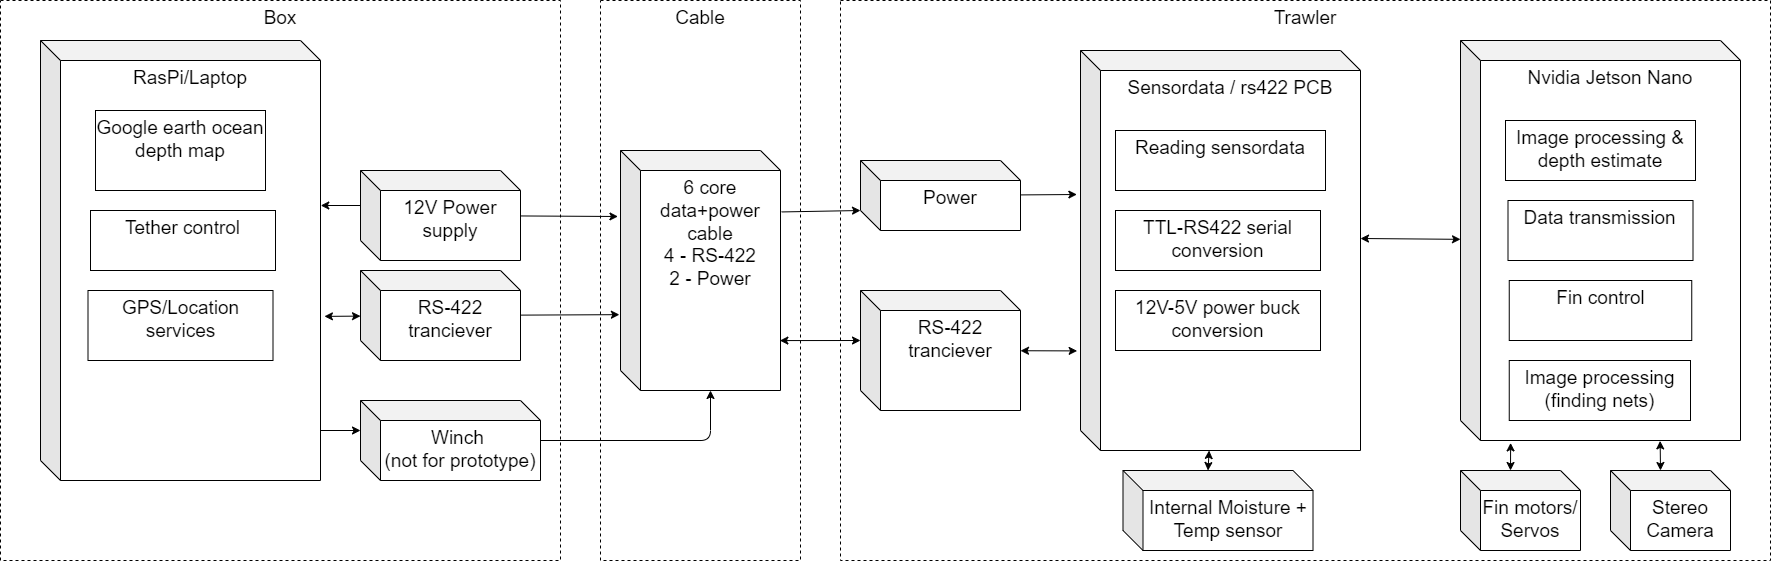 Box
RasPi/Laptop
Google earth ocean
depth map
Tether control
GPS/Location
services
12V Power
supply
RS-422
tranciever
Winch
(not for prototype)
Cable
6 core
data+power
cable
4 - RS-422
2 - Power
Trawler
Power
RS-422
tranciever
Sensordata / rs422 PCB
Reading sensordata
TTL-RS422 serial
conversion
12V-5V power buck
conversion
Internal Moisture +
Temp sensor
Nvidia Jetson Nano
Image processing &
depth estimate
Data transmission
Fin control
Image processing
(finding nets)
Fin motors/
Servos
Stereo
Camera